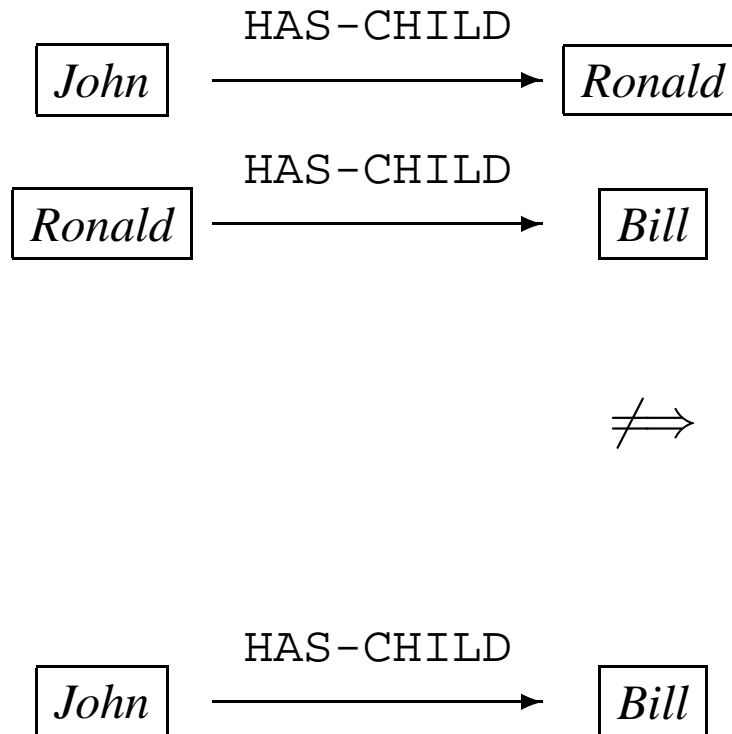 HAS-CHILD
John Ronald
HAS-CHILD
Ronald Bill
⇏
HAS-CHILD
John Bill